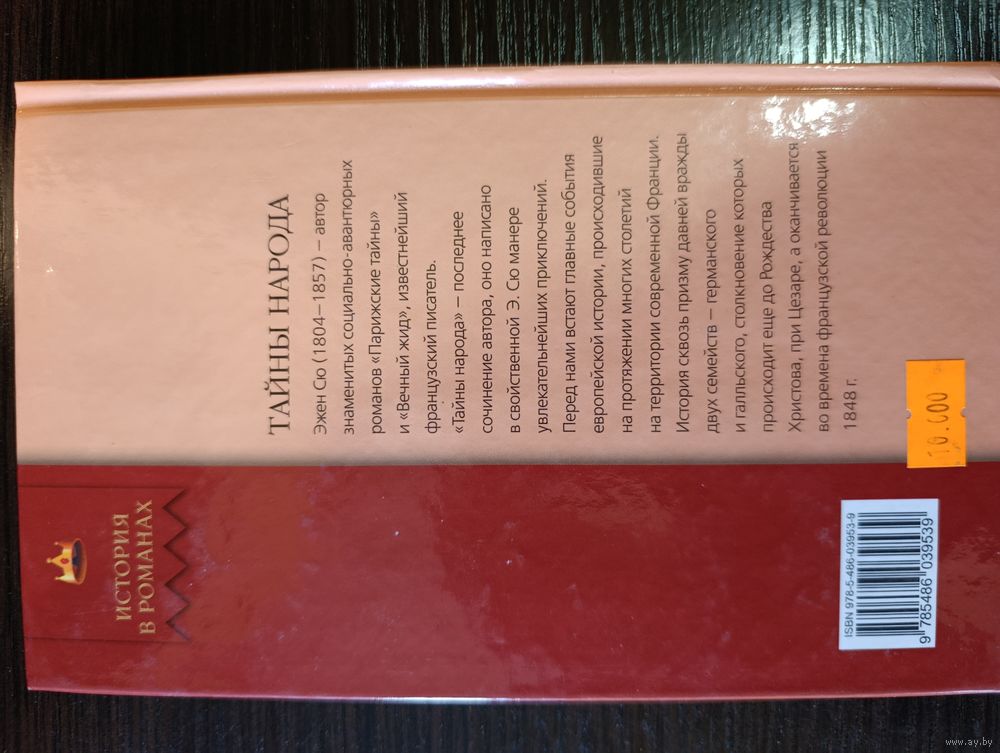 ИСТОРИЯ
В РОМАНАХ
ТАЙНЫ НАРОДА
Эжен Сю (1804–1857) – автор
знаменитых социально-авантюрных
романов «Парижские тайны»
и «Вечный жид», известнейший
французский писатель.
«Тайны народа» – последнее
сочинение автора, оно написано
в свойственной Э. Сю манере
увлекательнейших приключений.
Перед нами встают главные события
европейской истории, происходившие
на протяжении многих столетий
на территории современной Франции.
История сквозь призму давней вражды
двух семейств – германского
и галльского, столкновение которых
происходит еще до Рождества
Христова, при Цезаре, а оканчивается
во времена французской революции
1848 г.
10.000
ISBN 978-5-486-03953-9
9 785486 039539
www.ay.by